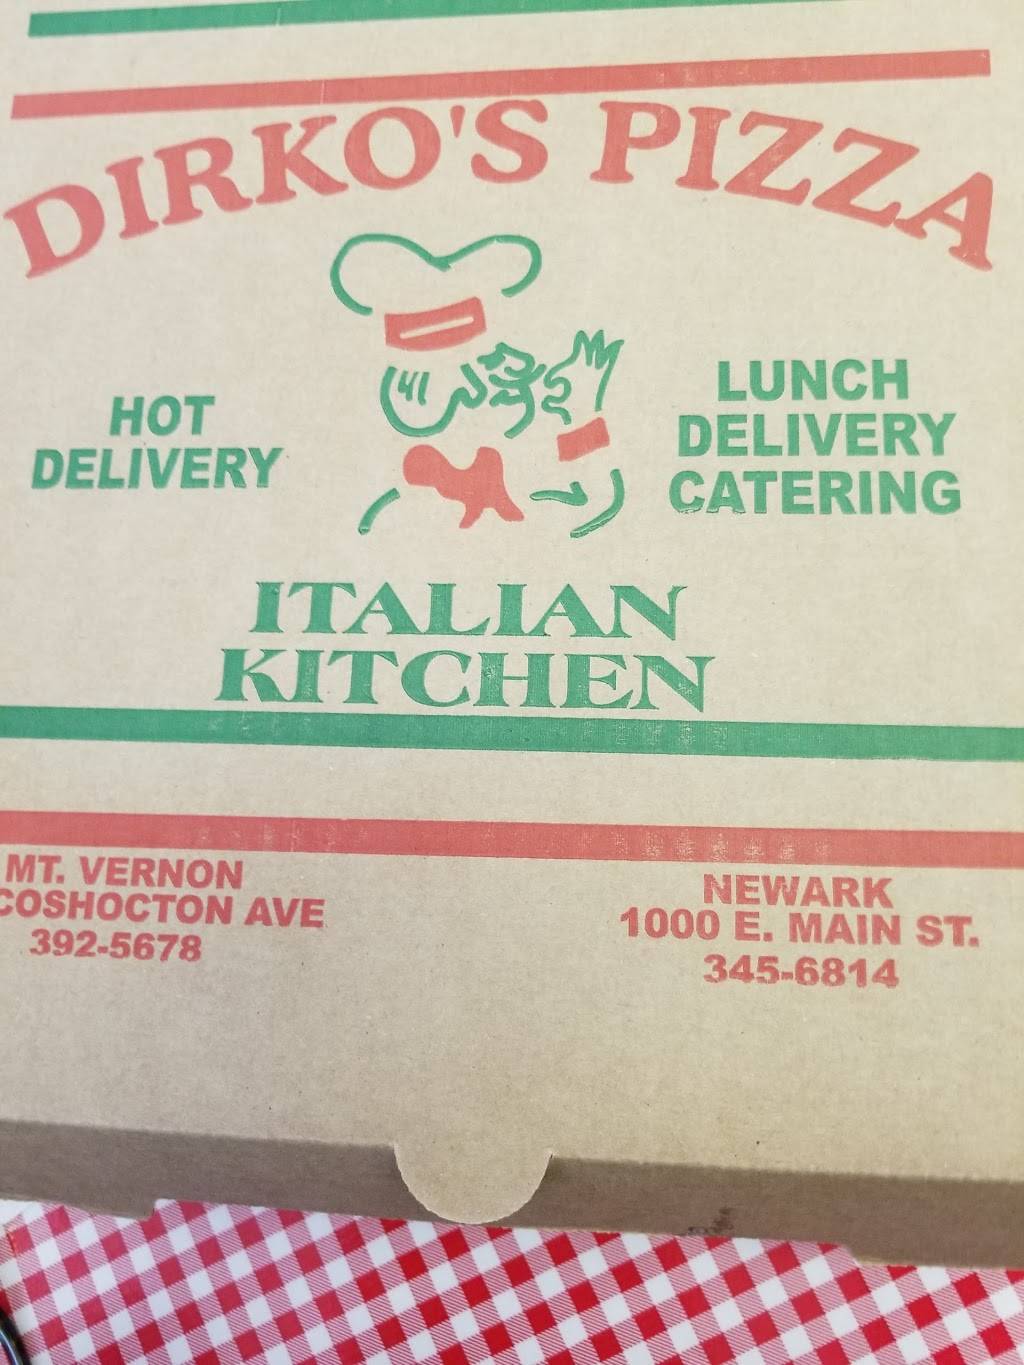 DIRKO'S PIZZA
HOT
DELIVERY
LUNCH
DELIVERY
CATERING
ITALIAN
KITCHEN
MT. VERNON
COSHOCTON AVE
392-5678
NEWARK
1000 E. MAIN ST.
345-6814